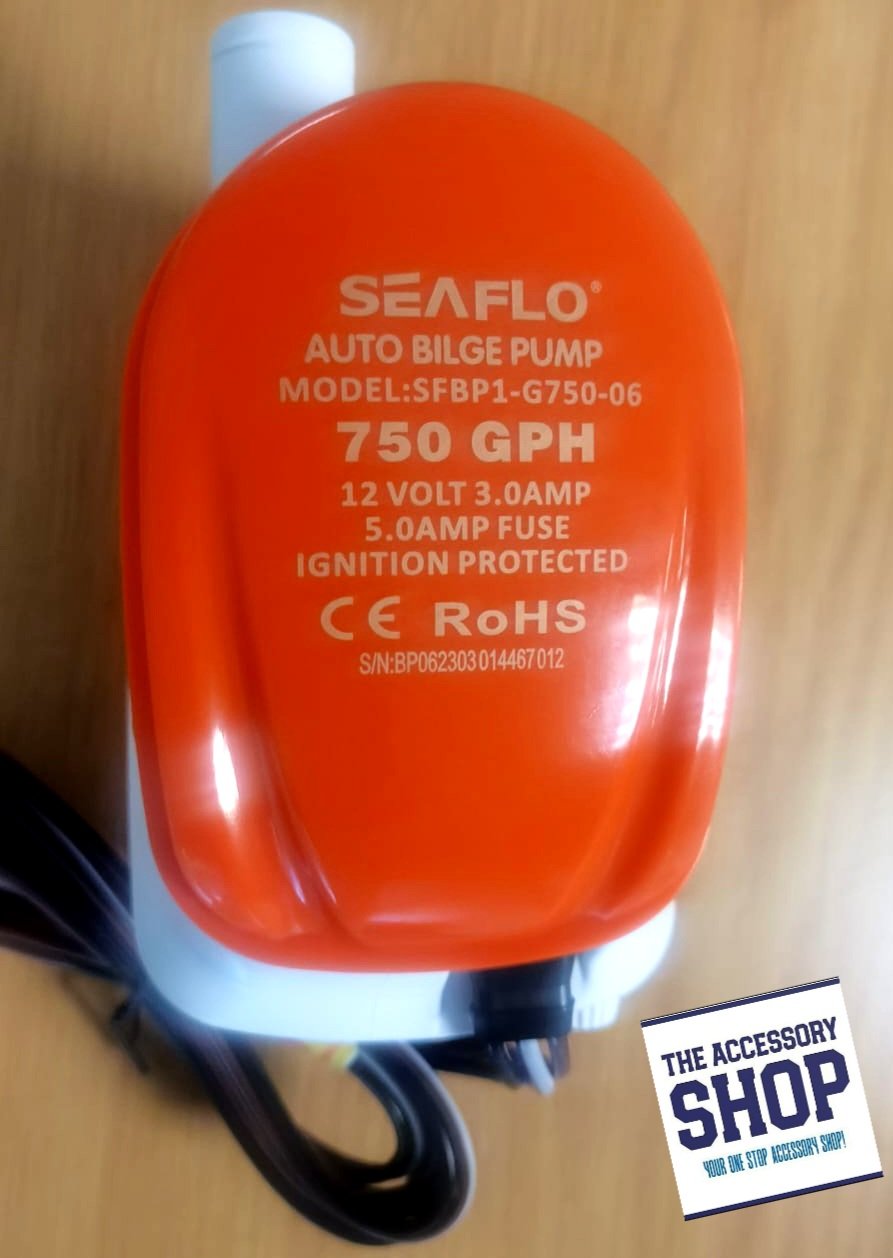 SEAFLO®
AUTO BILGE PUMP
MODEL:SFBP1-G750-06
750 GPH
12 VOLT 3.0AMP
5.0AMP FUSE
IGNITION PROTECTED
CE RoHS
S/N:BP062303014467012
THE ACCESSORY
SHOP
YOUR ONE STOP ACCESSORY SHOP!